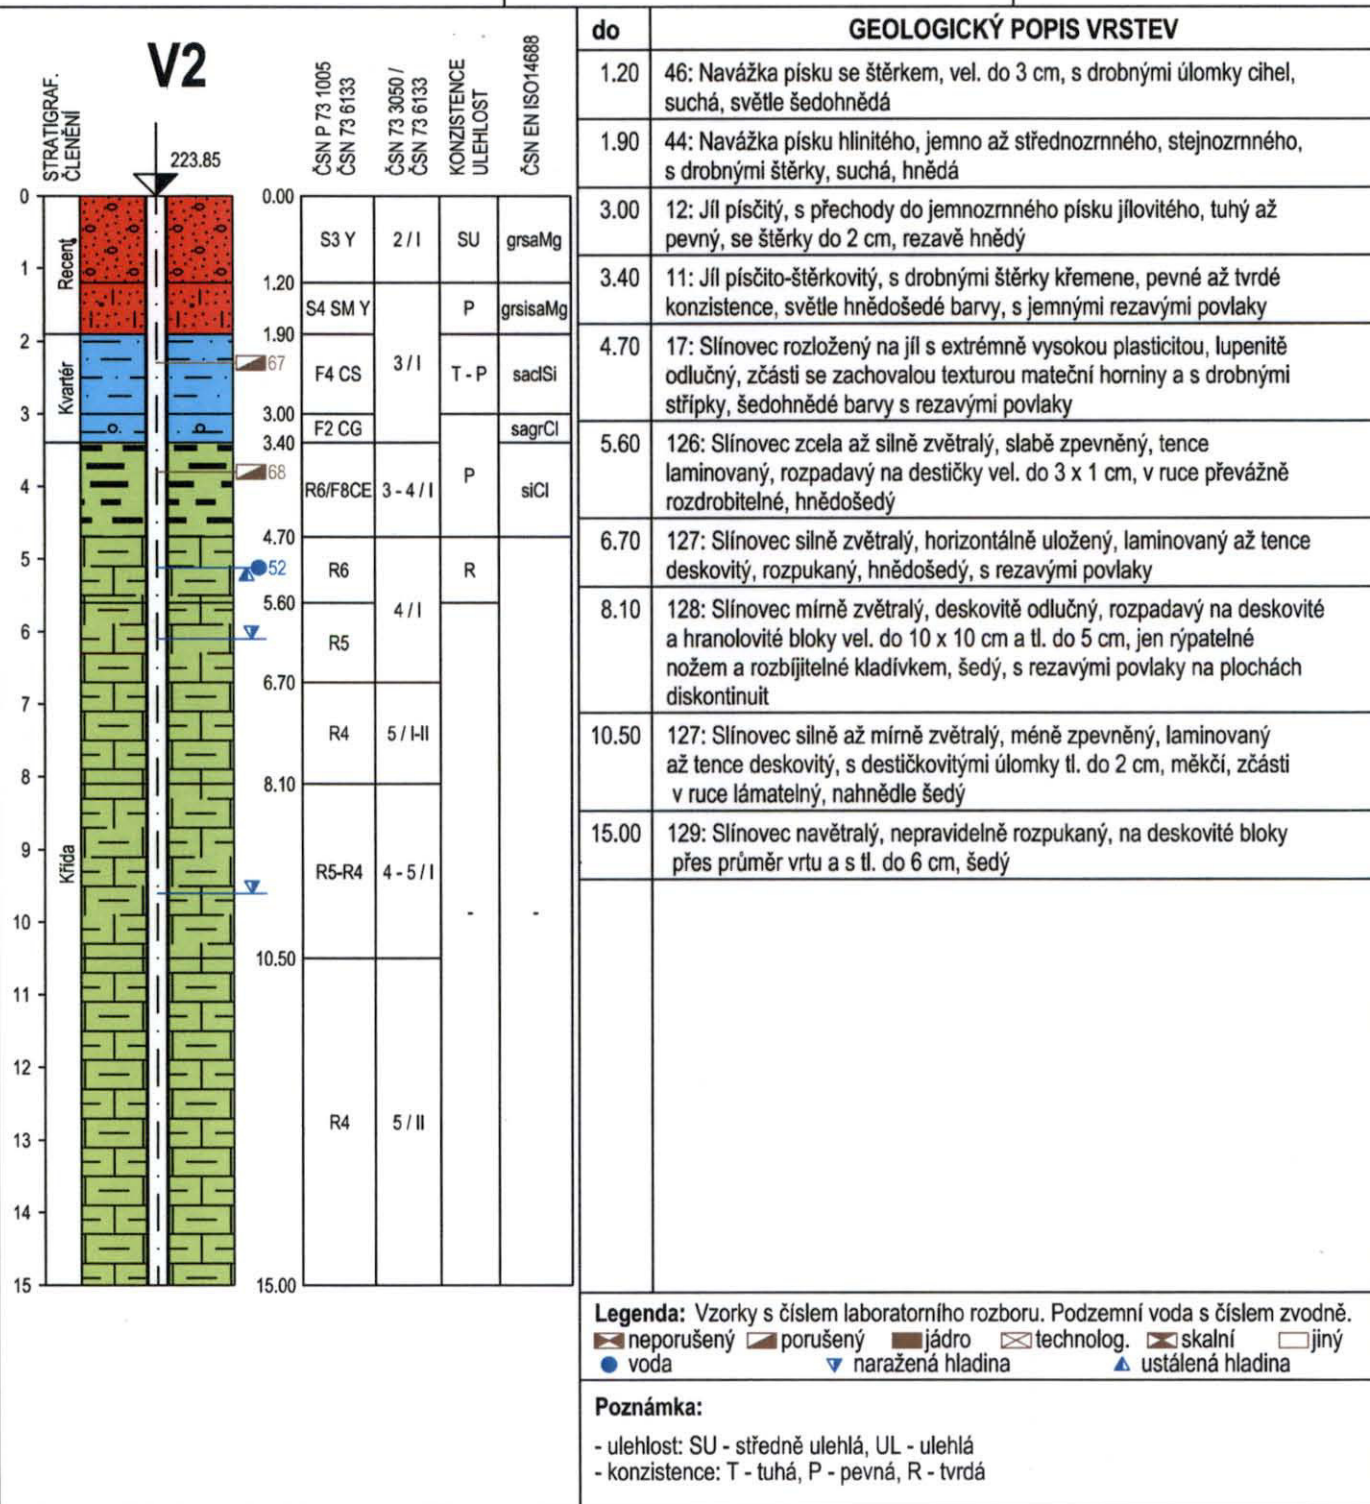 V2
STRATIGRAF.
ČLENĚNÍ
223.85
ČSN P 73 1005
ČSN 73 6133
ČSN 73 3050 /
ČSN 73 6133
KONZISTENCE
ULEHLOST
ČSN EN ISO14688
0
1
2
3
4
5
6
7
8
9
10
11
12
13
14
15
Recent
Kvartér
Křída
67
68
52
0.00
1.20
1.90
3.00
3.40
4.70
5.60
6.70
8.10
10.50
15.00
S3 Y
S4 SM Y
F4 CS
F2 CG
R6/F8CE
R6
R5
R4
R5-R4
R4
2 / I
3 / I
3 - 4 / I
4 / I
5 / I-II
4 - 5 / I
5 / II
SU
P
T - P
P
R
-
grsaMg
grsisaMg
saclSi
sagrCl
siCl
-
do GEOLOGICKÝ POPIS VRSTEV
1.20 46: Navážka písku se štěrkem, vel. do 3 cm, s drobnými úlomky cihel,
suchá, světle šedohnědá
1.90 44: Navážka písku hlinitého, jemno až střednozrnného, stejnozrnného,
s drobnými štěrky, suchá, hnědá
3.00 12: Jíl písčitý, s přechody do jemnozrnného písku jílovitého, tuhý až
pevný, se štěrky do 2 cm, rezavě hnědý
3.40 11: Jíl písčito-štěrkovitý, s drobnými štěrky křemene, pevné až tvrdé
konzistence, světle hnědošedé barvy, s jemnými rezavými povlaky
4.70 17: Slínovec rozložený na jíl s extrémně vysokou plasticitou, lupenitě
odlučný, zčásti se zachovalou texturou mateční horniny a s drobnými
střípky, šedohnědé barvy s rezavými povlaky
5.60 126: Slínovec zcela až silně zvětralý, slabě zpevněný, tence
laminovaný, rozpadavý na destičky vel. do 3 x 1 cm, v ruce převážně
rozdrobitelné, hnědošedý
6.70 127: Slínovec silně zvětralý, horizontálně uložený, laminovaný až tence
deskovitý, rozpukaný, hnědošedý, s rezavými povlaky
8.10 128: Slínovec mírně zvětralý, deskovitě odlučný, rozpadavý na deskovité
a hranolovité bloky vel. do 10 x 10 cm a tl. do 5 cm, jen rýpatelné
nožem a rozbíjitelné kladívkem, šedý, s rezavými povlaky na plochách
diskontinuit
10.50 127: Slínovec silně až mírně zvětralý, méně zpevněný, laminovaný
až tence deskovitý, s destičkovitými úlomky tl. do 2 cm, měkčí, zčásti
v ruce lámatelný, nahnědle šedý
15.00 129: Slínovec navětralý, nepravidelně rozpukaný, na deskovité bloky
přes průměr vrtu a s tl. do 6 cm, šedý
Legenda: Vzorky s číslem laboratorního rozboru. Podzemní voda s číslem zvodně.
neporušený porušený jádro technolog. skalní jiný
voda naražená hladina ustálená hladina
Poznámka:
- ulehlost: SU - středně ulehlá, UL - ulehlá
- konzistence: T - tuhá, P - pevná, R - tvrdá